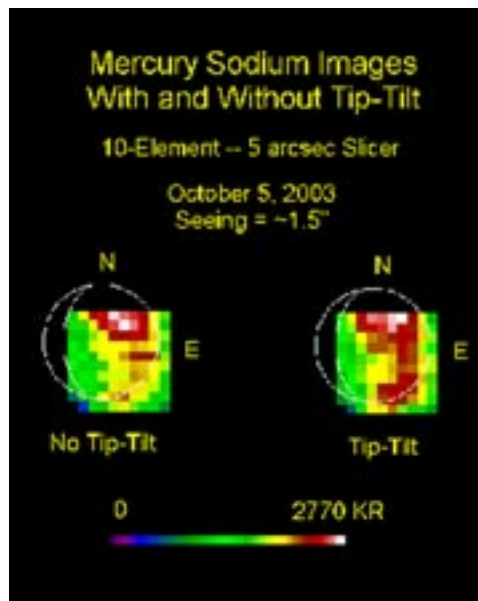 Mercury Sodium Images
With and Without Tip-Tilt
10-Element -- 5 arcsec Slicer
October 5, 2003
Seeing = ~1.5"
N
N
E
E
No Tip-Tilt
Tip-Tilt
0
2770 KR